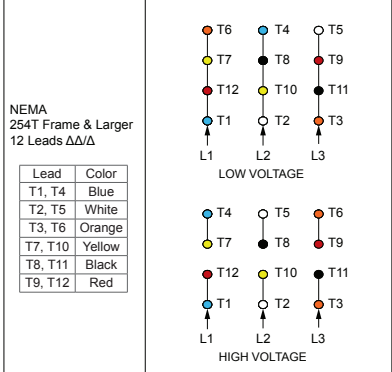 NEMA
254T Frame & Larger
12 Leads ΔΔ/Δ
Lead Color
T1, T4 Blue
T2, T5 White
T3, T6 Orange
T7, T10 Yellow
T8, T11 Black
T9, T12 Red
T6 T4 T5
T7 T8 T9
T12 T10 T11
T1 T2 T3
L1 L2 L3
LOW VOLTAGE
T4 T5 T6
T7 T8 T9
T12 T10 T11
T1 T2 T3
L1 L2 L3
HIGH VOLTAGE